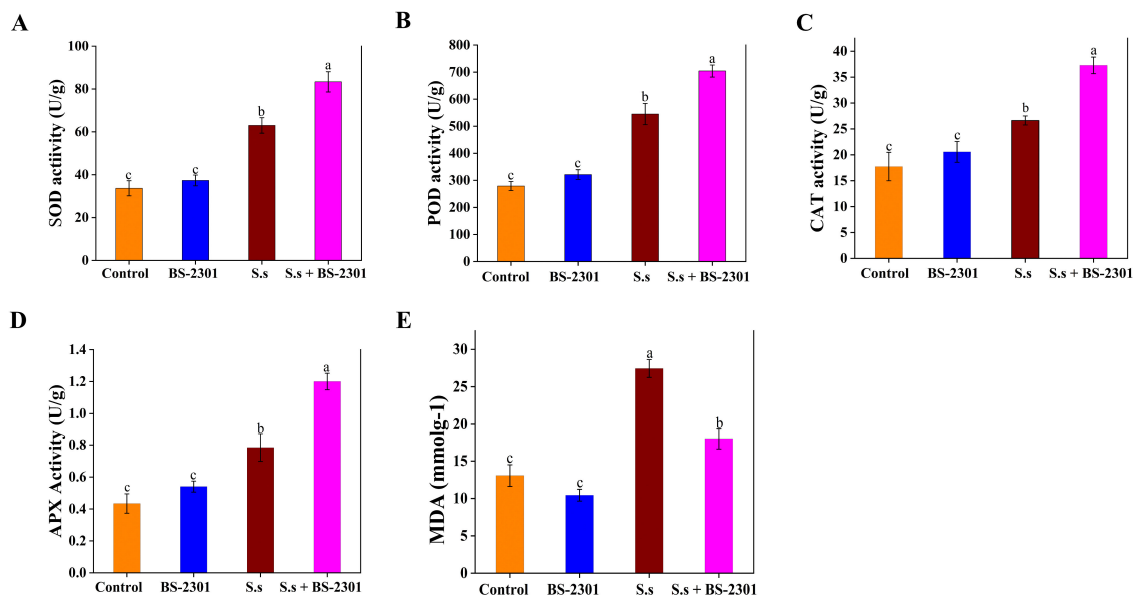 A
SOD actiivity (U/g)
100
80
60
40
20
0
c
c
b
a
Control
BS-2301
S.s
S.s + BS-2301
B
POD activity (U/g)
800
700
600
500
400
300
200
100
0
c
c
b
a
Control
BS-2301
S.s
S.s + BS-2301
C
CAT activity (U/g)
40
35
30
25
20
15
10
5
0
c
c
b
a
Control
BS-2301
S.s
S.s + BS-2301
D
APX Activity (U/g)
1.4
1.2
1.0
0.8
0.6
0.4
0.2
0.0
c
c
b
a
Control
BS-2301
S.s
S.s + BS-2301
E
MDA (mmolg-1)
30
25
20
15
10
5
0
c
c
a
b
Control
BS-2301
S.s
S.s + BS-2301